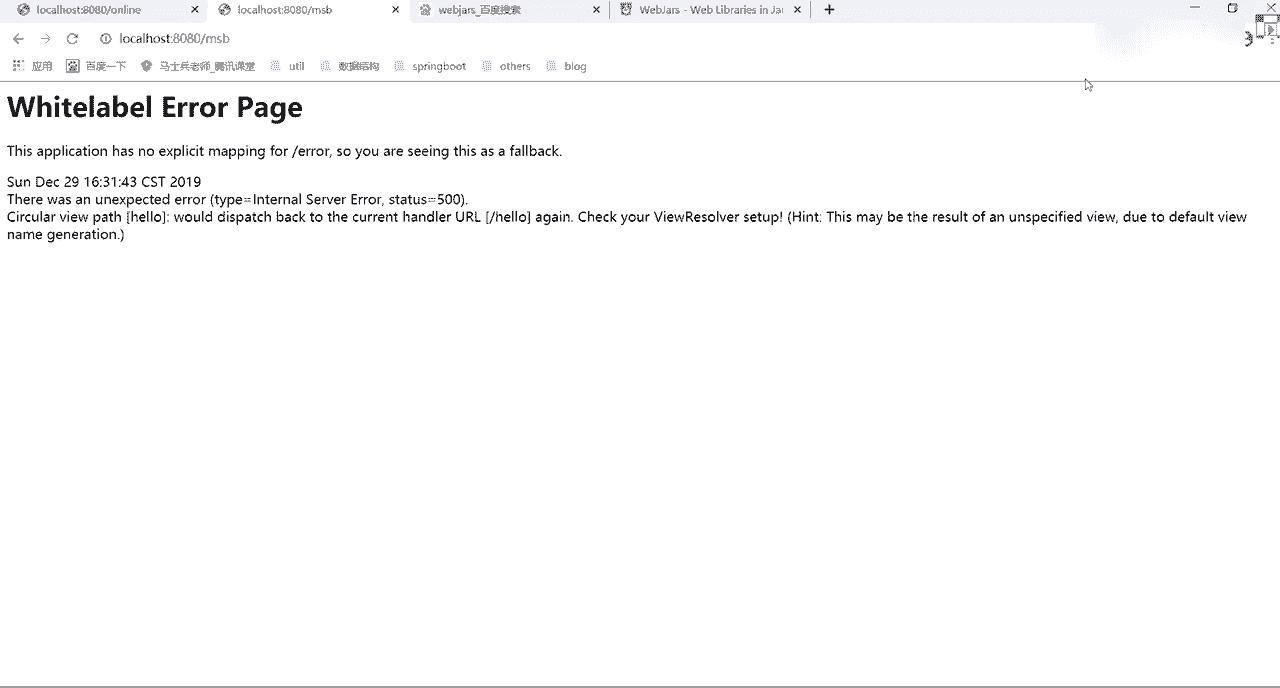 localhost:8080/online
localhost:8080/msb
webjars_百度搜索
WebJars - Web Libraries in Jar
localhost:8080/msb
应用
百度一下
马士兵老师_腾讯课堂
util
数据结构
springboot
others
blog
Whitelabel Error Page
This application has no explicit mapping for /error, so you are seeing this as a fallback.
Sun Dec 29 16:31:43 CST 2019
There was an unexpected error (type=Internal Server Error, status=500).
Circular view path [hello]: would dispatch back to the current handler URL [/hello] again. Check your ViewResolver setup! (Hint: This may be the result of an unspecified view, due to default view
name generation.)